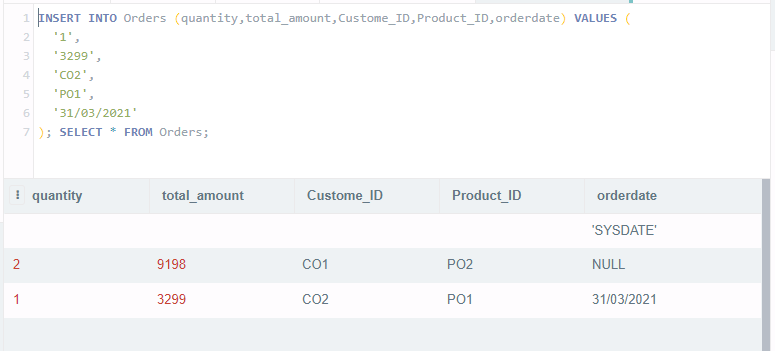 1 INSERT INTO Orders (quantity,total_amount,Custome_ID,Product_ID,orderdate) VALUES (
2 '1',
3 '3299',
4 'CO2',
5 'PO1',
6 '31/03/2021'
7 ); SELECT * FROM Orders;
quantity total_amount Custome_ID Product_ID orderdate
'SYSDATE'
2 9198 CO1 PO2 NULL
1 3299 CO2 PO1 31/03/2021